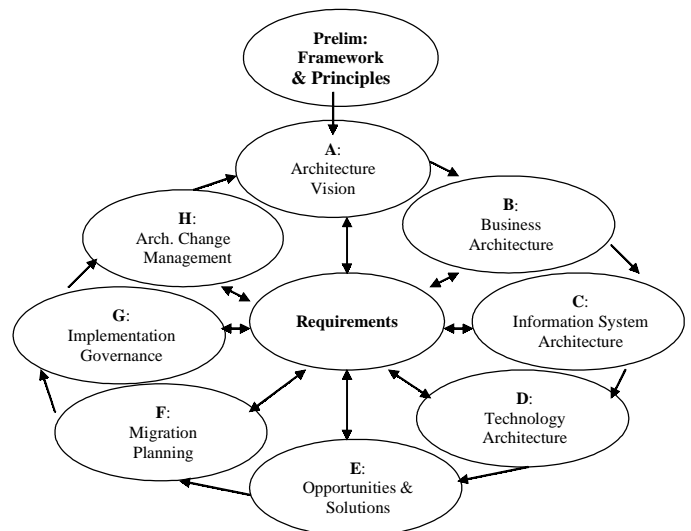 Prelim:
Framework
& Principles
A:
Architecture
Vision
B:
Business
Architecture
H:
Arch. Change
Management
C:
Information System
Architecture
Requirements
G:
Implementation
Governance
D:
Technology
Architecture
F:
Migration
Planning
E:
Opportunities &
Solutions